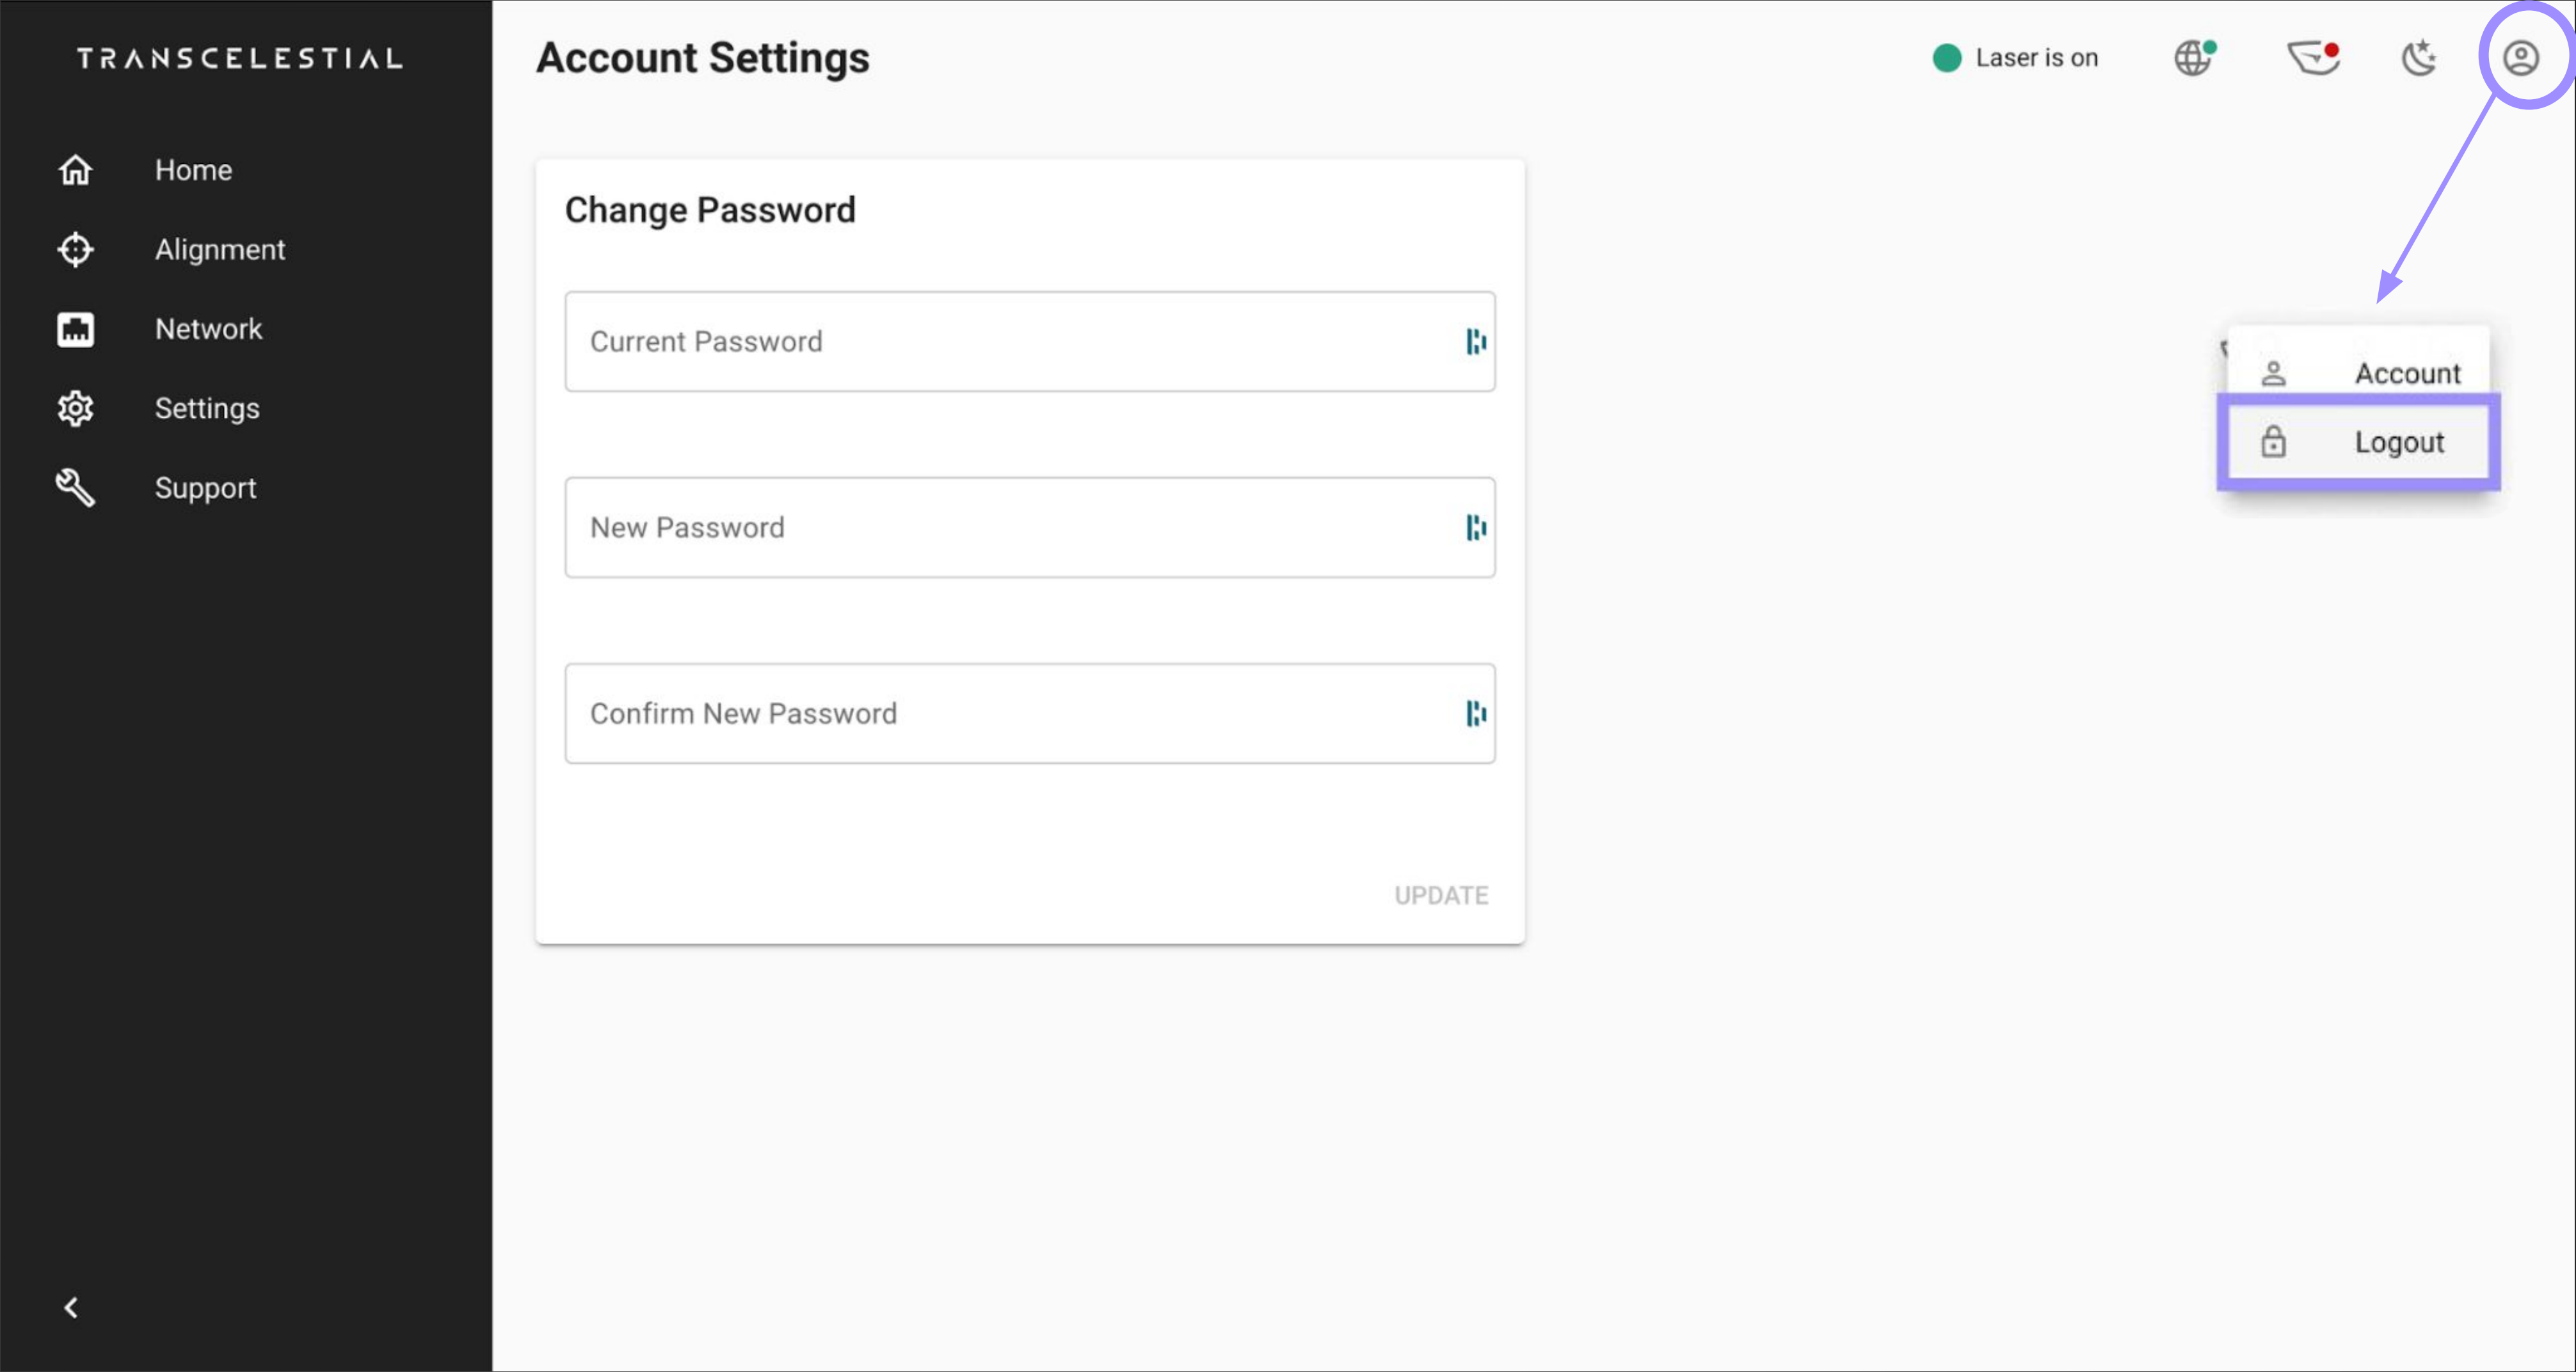 TRANSCELESTIAL
Home
Alignment
Network
Settings
Support
Account Settings
Laser is on
Change Password
Current Password
New Password
Confirm New Password
UPDATE
Account
Logout